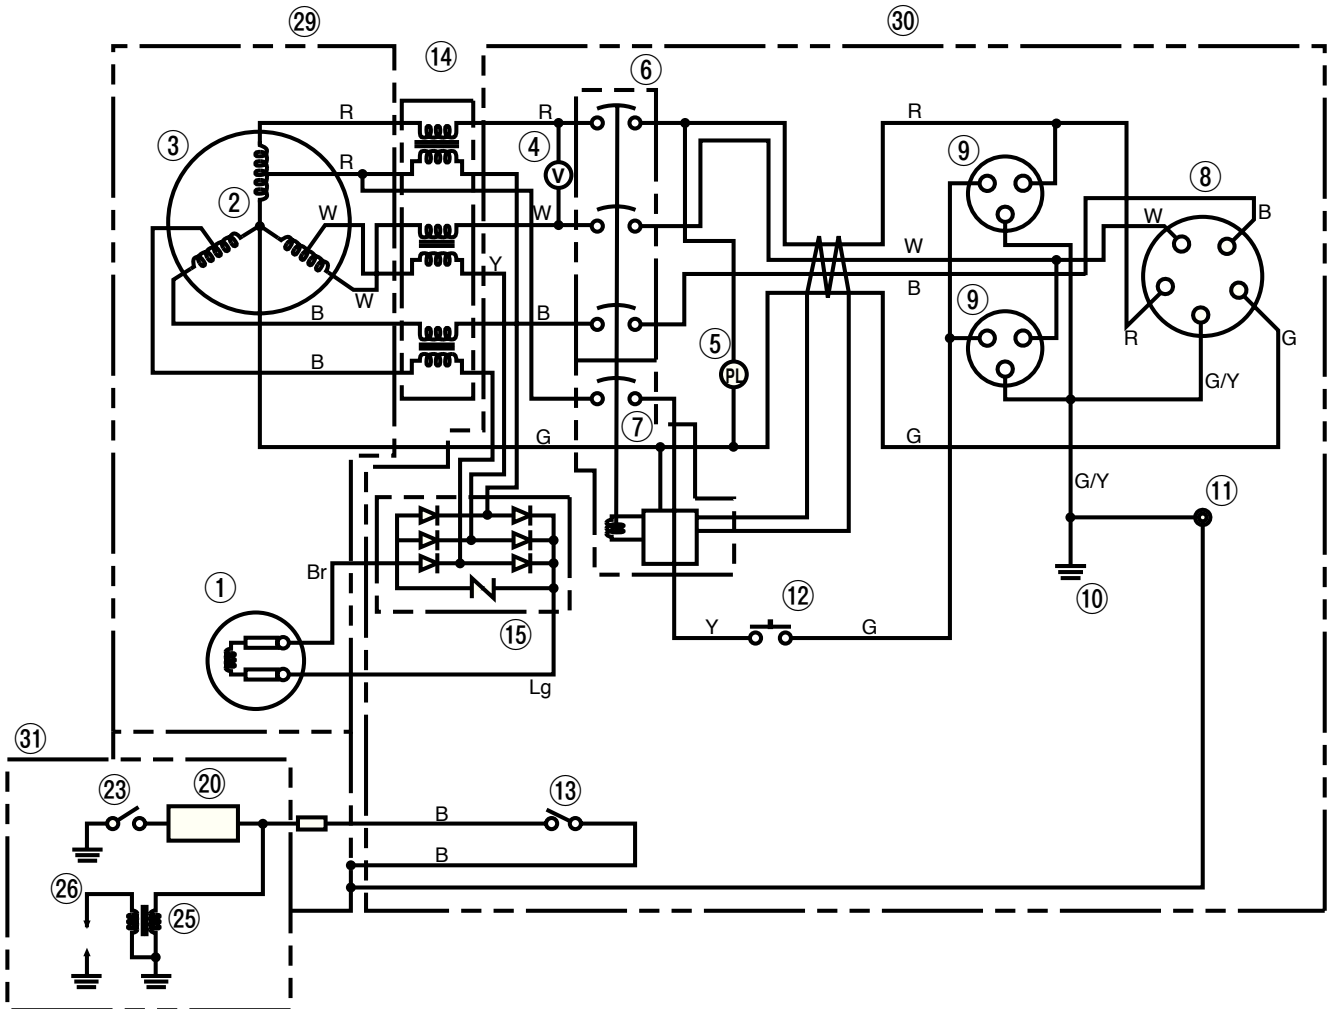 ㉙
㉚
⑭
⑥
R
R
R
③
④
⑨
V
R
②
⑧
W
W
W
B
W
Y
W
B
⑨
B
B
⑤
R
G
B
PL
G/Y
⑦
G
G
G/Y
⑪
Br
①
⑫
⑩
⑮
Y
G
Lg
㉛
㉓
⑳
⑬
B
B
㉖
㉕